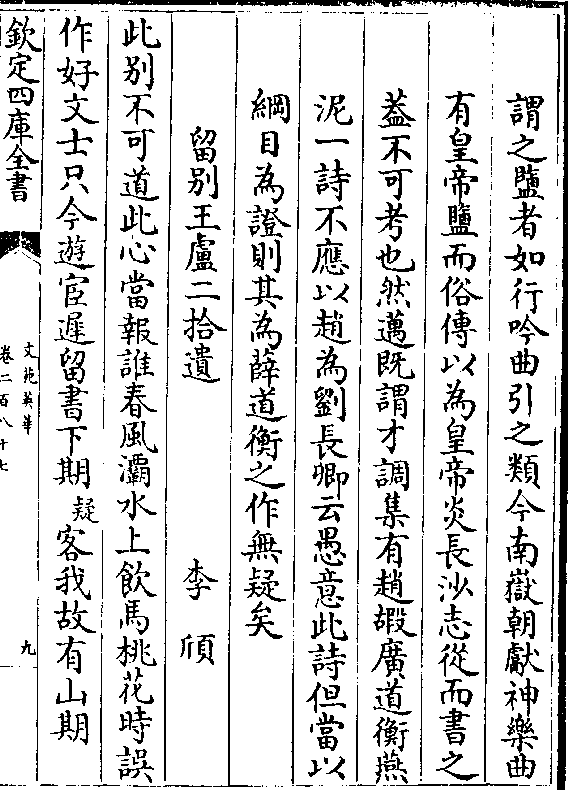 謂之鹽者如行吟曲引之類今南嶽朝獻神樂曲
有皇帝鹽而俗傳以為皇帝炎長沙志從而書之
葢不可考也然邁既謂才調集有趙嘏廣道衡燕
泥一詩不應以趙為劉長卿云愚意此詩但當以
綱目為證則其為薛道衡之作無疑矣
留别王盧二拾遺 李頎
此别不可道此心當報誰春風灞水上飲馬桃花時誤
作好文士只今遊宦遲留書下期疑客我故有山期
欽定四庫全書
文苑英華
卷二百八十七
九